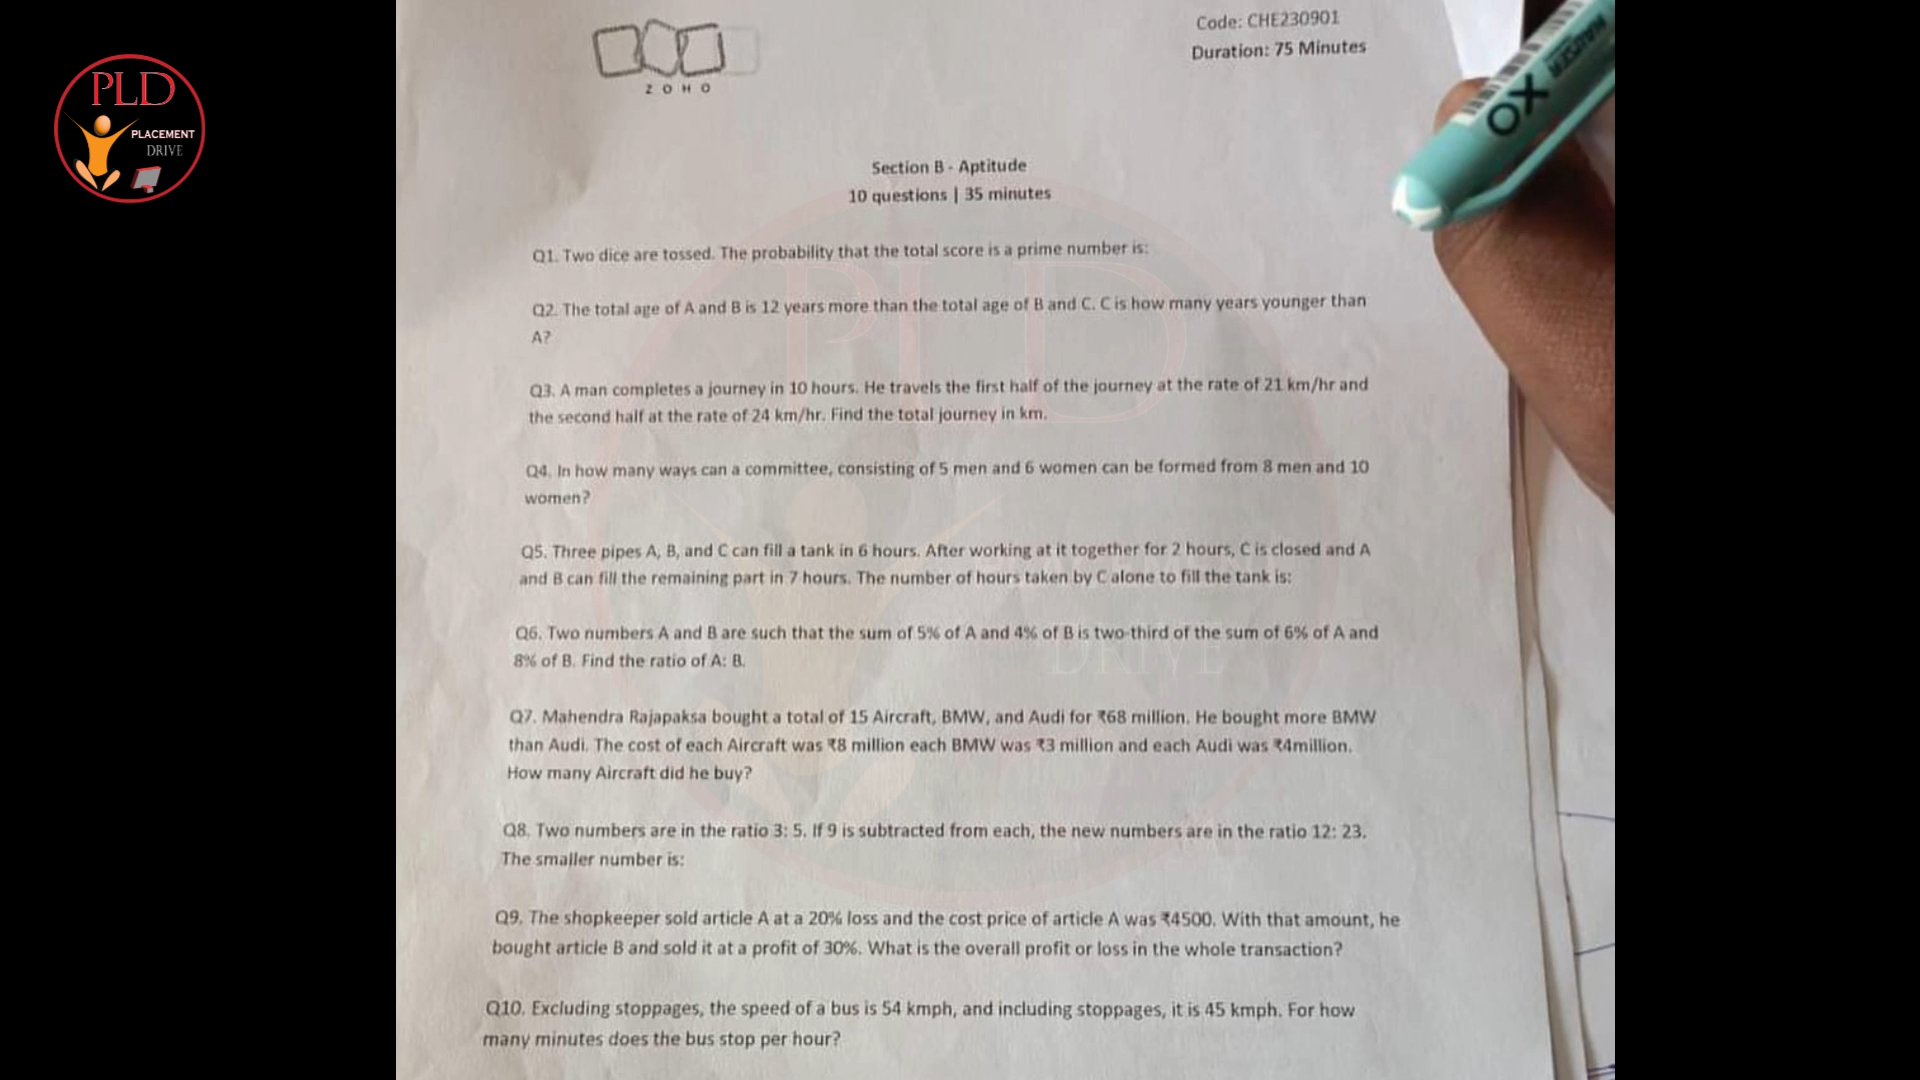 PLD
PLACEMENT
DRIVE
ZOHO
Code: CHE230901
Duration: 75 Minutes
OX
Section B - Aptitude
10 questions | 35 minutes
Q1. Two dice are tossed. The probability that the total score is a prime number is:
Q2. The total age of A and B is 12 years more than the total age of B and C. C is how many years younger than
A?
Q3. A man completes a journey in 10 hours. He travels the first half of the journey at the rate of 21 km/hr and
the second half at the rate of 24 km/hr. Find the total journey in km.
Q4. In how many ways can a committee, consisting of 5 men and 6 women can be formed from 8 men and 10
women?
Q5. Three pipes A, B, and C can fill a tank in 6 hours. After working at it together for 2 hours, C is closed and A
and B can fill the remaining part in 7 hours. The number of hours taken by C alone to fill the tank is:
Q6. Two numbers A and B are such that the sum of 5% of A and 4% of B is two-third of the sum of 6% of A and
8% of B. Find the ratio of A: B.
Q7. Mahendra Rajapaksa bought a total of 15 Aircraft, BMW, and Audi for ₹68 million. He bought more BMW
than Audi. The cost of each Aircraft was ₹8 million each BMW was ₹3 million and each Audi was ₹4million.
How many Aircraft did he buy?
Q8. Two numbers are in the ratio 3: 5. If 9 is subtracted from each, the new numbers are in the ratio 12: 23.
The smaller number is:
Q9. The shopkeeper sold article A at a 20% loss and the cost price of article A was ₹4500. With that amount, he
bought article B and sold it at a profit of 30%. What is the overall profit or loss in the whole transaction?
Q10. Excluding stoppages, the speed of a bus is 54 kmph, and including stoppages, it is 45 kmph. For how
many minutes does the bus stop per hour?
PLD
DRIVE